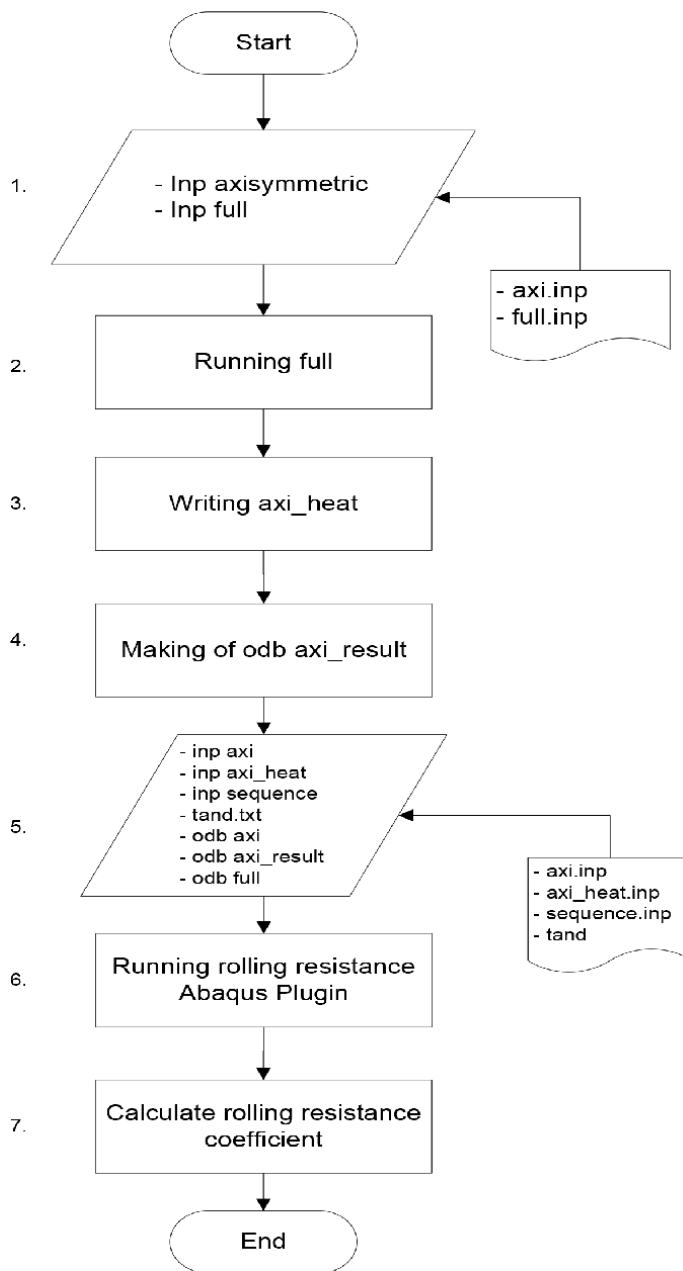 Start
1.
- Inp axisymmetric
- Inp full
- axi.inp
- full.inp
2.
Running full
3.
Writing axi_heat
4.
Making of odb axi_result
5.
- inp axi
- inp axi_heat
- inp sequence
- tand.txt
- odb axi
- odb axi_result
- odb full
- axi.inp
- axi_heat.inp
- sequence.inp
- tand
6.
Running rolling resistance
Abaqus Plugin
7.
Calculate rolling resistance
coefficient
End